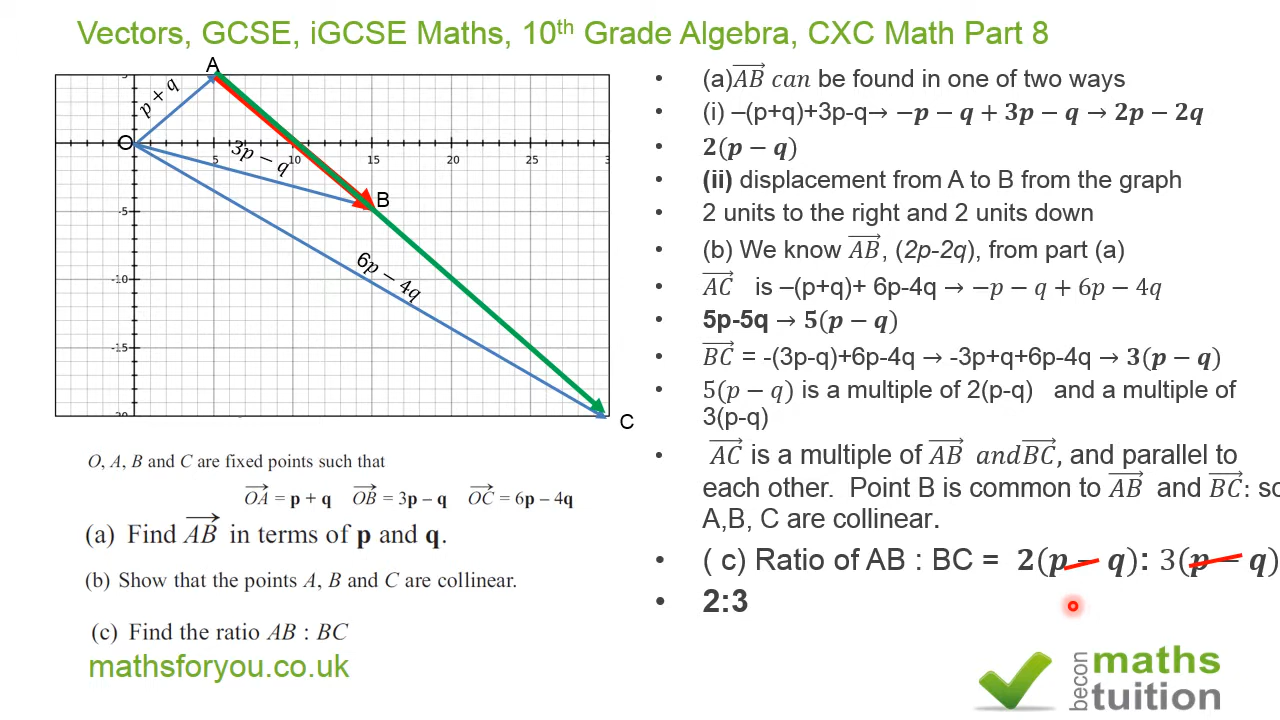 Vectors, GCSE, iGCSE Maths, 10th Grade Algebra, CXC Math Part 8
A
5
p + q
O
5
15
20
25
3
3p − q
B
-5
6p − 4q
-10
-15
-20
C
O, A, B and C are fixed points such that
OA = p + q OB = 3p − q OC = 6p − 4q
(a) Find AB in terms of p and q.
(b) Show that the points A, B and C are collinear.
(c) Find the ratio AB : BC
mathsforyou.co.uk
• (a)AB can be found in one of two ways
• (i) –(p+q)+3p-q→ −p − q + 3p − q → 2p − 2q
• 2(p − q)
• (ii) displacement from A to B from the graph
• 2 units to the right and 2 units down
• (b) We know AB, (2p-2q), from part (a)
• AC is –(p+q)+ 6p-4q → −p − q + 6p − 4q
• 5p-5q → 5(p − q)
• BC = -(3p-q)+6p-4q → -3p+q+6p-4q → 3(p − q)
• 5(p − q) is a multiple of 2(p-q) and a multiple of
3(p-q)
• AC is a multiple of AB andBC, and parallel to
each other. Point B is common to AB and BC: so
A,B, C are collinear.
• ( c) Ratio of AB : BC = 2(p − q): 3(p − q)
• 2:3
becon
maths
tuition